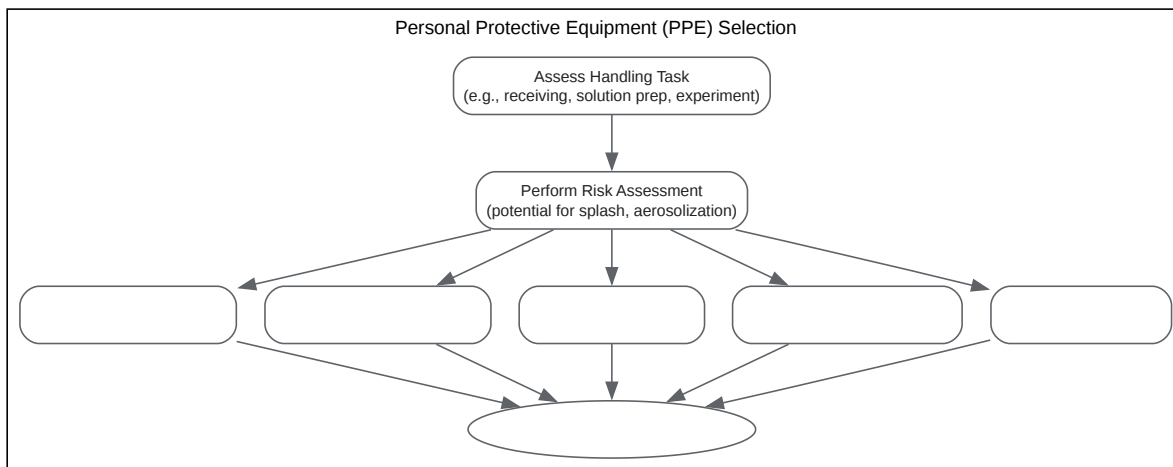 Personal Protective Equipment (PPE) Selection
Assess Handling Task
(e.g., receiving, solution prep, experiment)
Perform Risk Assessment
(potential for splash, aerosolization)